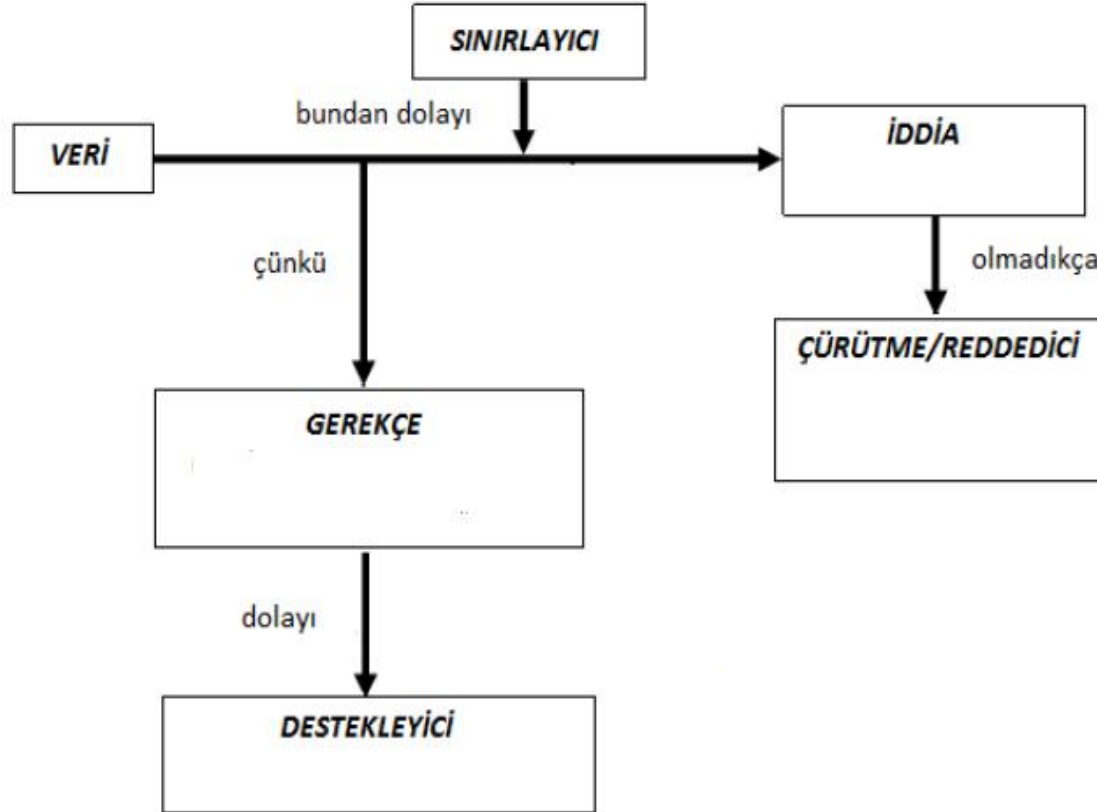 SINIRLAYICI
bundan dolayı
VERİ
İDDİA
çünkü
olmadıkça
ÇÜRÜTME/REDDEDİCİ
GEREKÇE
dolayı
DESTEKLEYİCİ